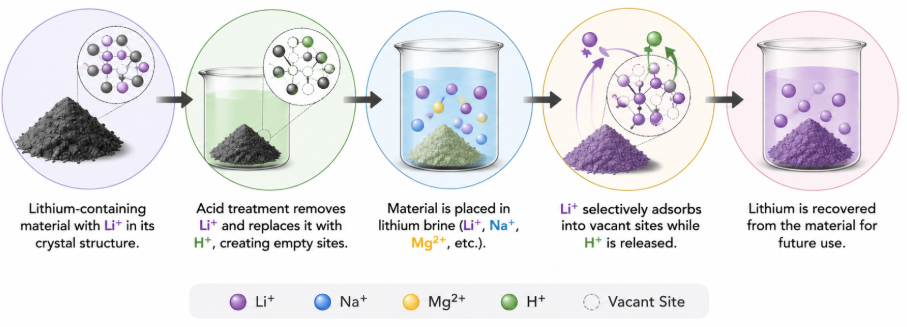 Lithium-containing
material with Li⁺ in its
crystal structure.
Acid treatment removes
Li⁺ and replaces it with
H⁺, creating empty sites.
Material is placed in
lithium brine (Li⁺, Na⁺,
Mg²⁺, etc.).
Li⁺ selectively adsorbs
into vacant sites while
H⁺ is released.
Lithium is recovered
from the material for
future use.
Li⁺ Na⁺ Mg²⁺ H⁺ Vacant Site